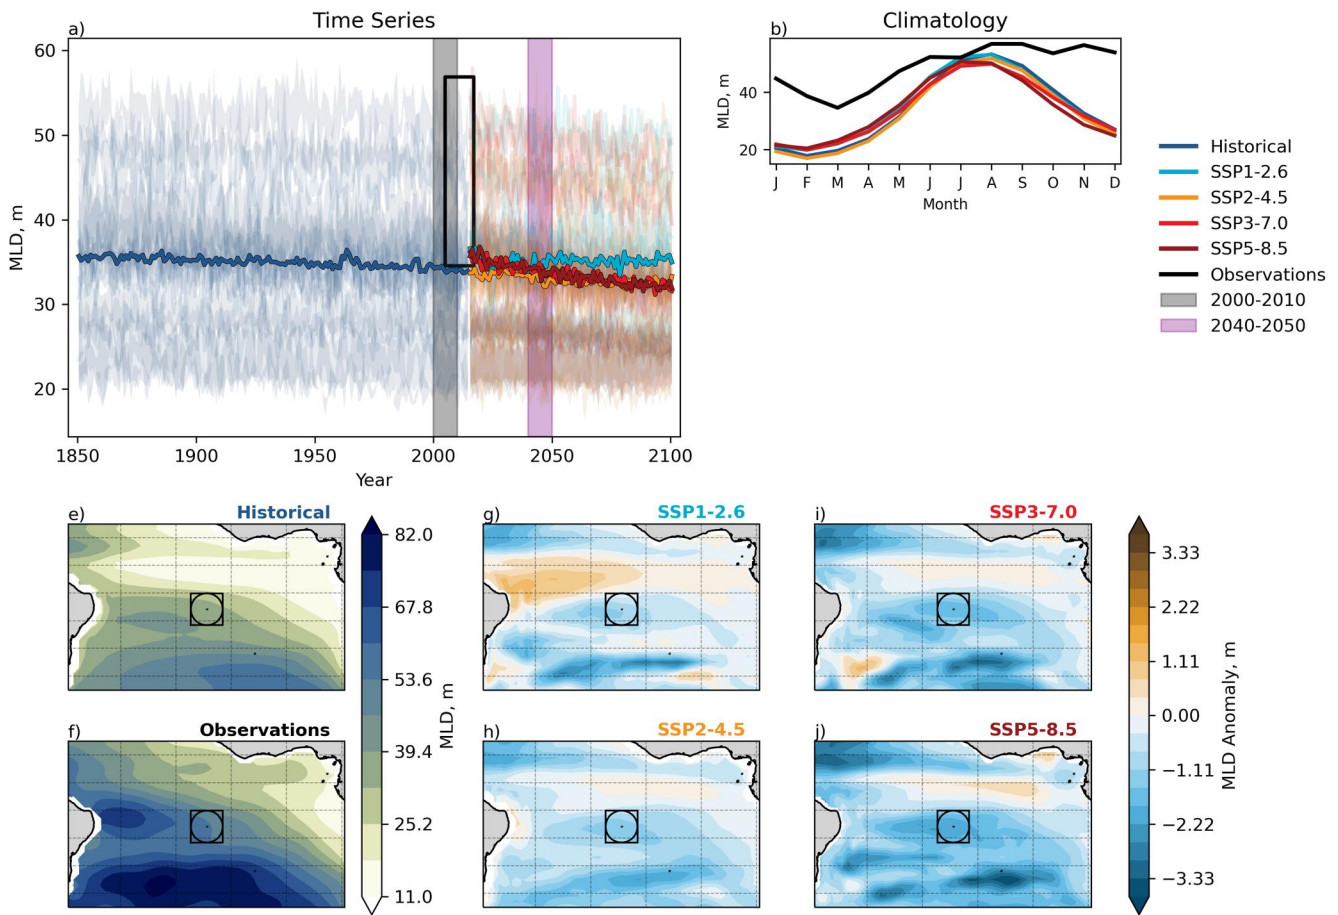 Time Series
a)
60
50
40
30
20
MLD, m
1850
1900
1950
2000
2050
2100
Year
Climatology
b)
40
20
MLD, m
J F M A M J J A S O N D
Month
Historical
SSP1-2.6
SSP2-4.5
SSP3-7.0
SSP5-8.5
Observations
2000-2010
2040-2050
e)
Historical
f)
Observations
82.0
67.8
53.6
39.4
25.2
11.0
MLD, m
g)
SSP1-2.6
h)
SSP2-4.5
i)
SSP3-7.0
j)
SSP5-8.5
3.33
2.22
1.11
0.00
−1.11
−2.22
−3.33
MLD Anomaly, m